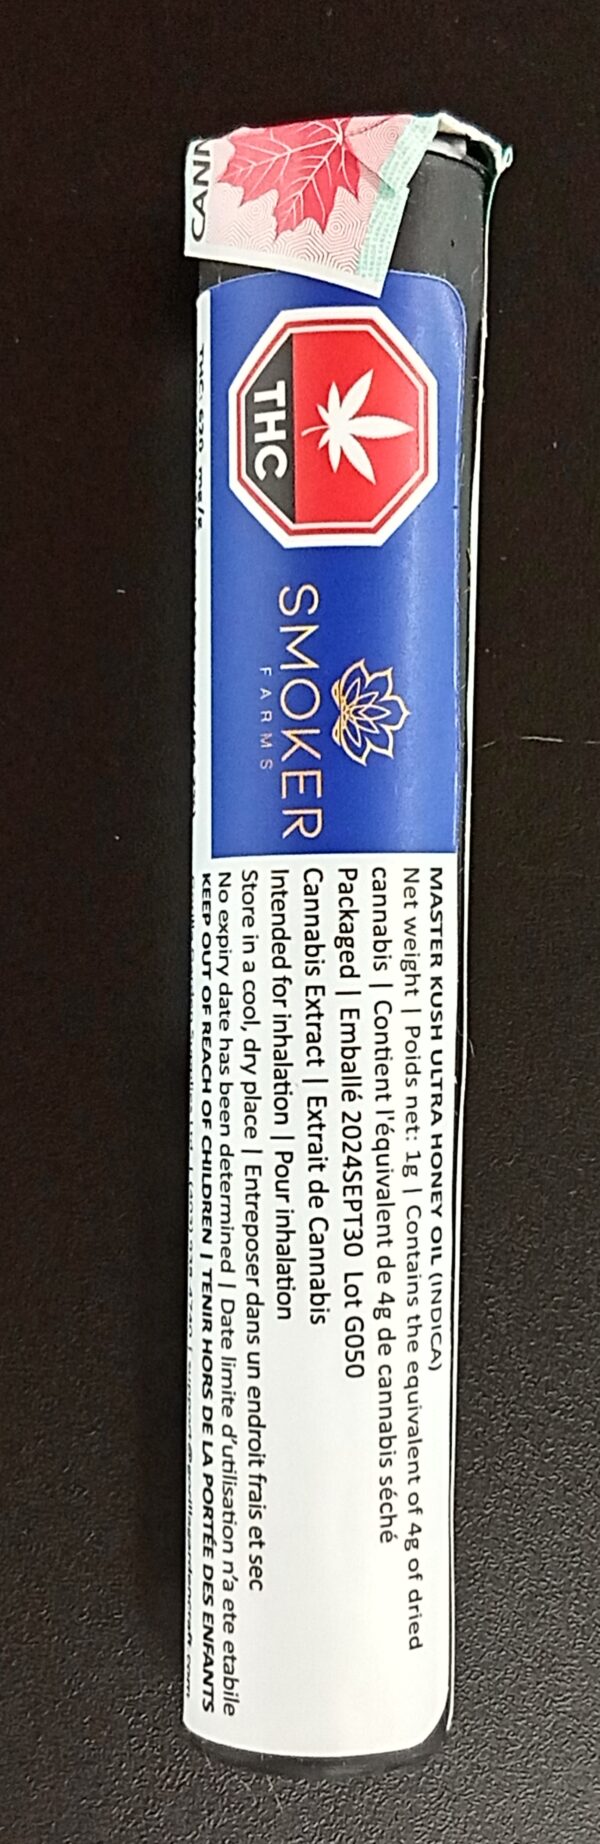 CANN
THC
SMOKER
FARMS
MASTER KUSH ULTRA HONEY OIL (INDICA)
Net weight | Poids net: 1g | Contains the equivalent of 4g of dried
cannabis | Contient l'équivalent de 4g de cannabis séché
Packaged | Emballé 2024SEPT30 Lot G050
Cannabis Extract | Extrait de Cannabis
Intended for inhalation | Pour inhalation
Store in a cool, dry place | Entreposer dans un endroit frais et sec
No expiry date has been determined | Date limite d'utilisation n'a ete etabile
KEEP OUT OF REACH OF CHILDREN | TENIR HORS DE LA PORTÉE DES ENFANTS
THC: 620 mg/g